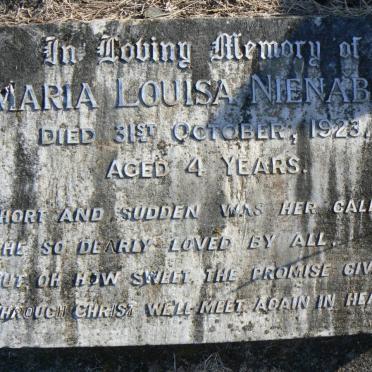 In Loving Memory of
MARIA LOUISA NIENAB
DIED 31ST OCTOBER, 1923,
AGED 4 YEARS.
HORT AND SUDDEN WAS HER CALL
HE SO DEARLY LOVED BY ALL,
UT OH HOW SWEET THE PROMISE GIV
HROUGH CHRIST WE'LL MEET AGAIN IN HEA